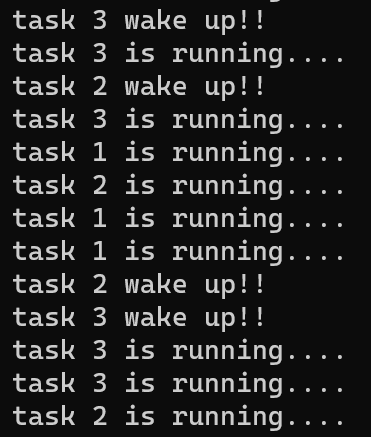 task 3 wake up!!
task 3 is running....
task 2 wake up!!
task 3 is running....
task 1 is running....
task 2 is running....
task 1 is running....
task 1 is running....
task 2 wake up!!
task 3 wake up!!
task 3 is running....
task 3 is running....
task 2 is running....